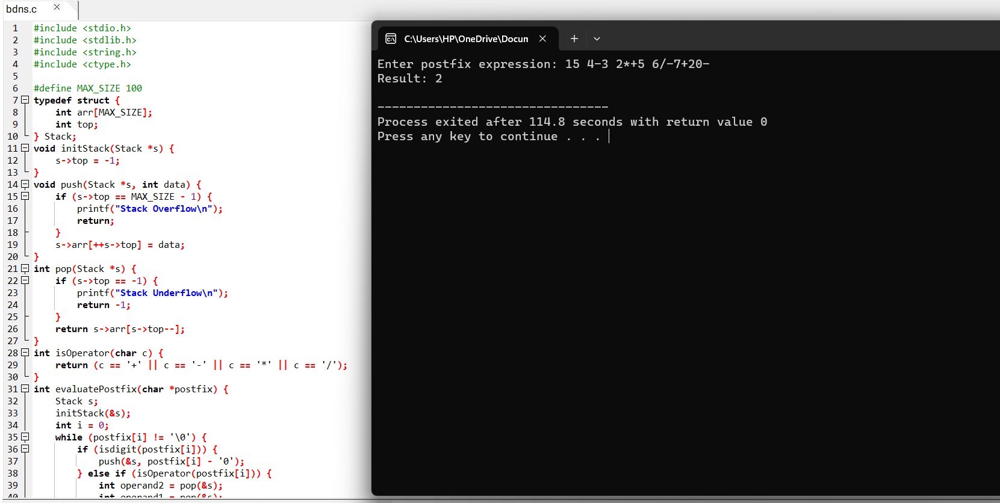 bdns.c
1 #include <stdio.h>
2 #include <stdlib.h>
3 #include <string.h>
4 #include <ctype.h>
5
6 #define MAX_SIZE 100
7 typedef struct {
8     int arr[MAX_SIZE];
9     int top;
10 } Stack;
11 void initStack(Stack *s) {
12     s->top = -1;
13 }
14 void push(Stack *s, int data) {
15     if (s->top == MAX_SIZE - 1) {
16         printf("Stack Overflow\n");
17         return;
18     }
19     s->arr[++s->top] = data;
20 }
21 int pop(Stack *s) {
22     if (s->top == -1) {
23         printf("Stack Underflow\n");
24         return -1;
25     }
26     return s->arr[s->top--];
27 }
28 int isOperator(char c) {
29     return (c == '+' || c == '-' || c == '*' || c == '/');
30 }
31 int evaluatePostfix(char *postfix) {
32     Stack s;
33     initStack(&s);
34     int i = 0;
35     while (postfix[i] != '\0') {
36         if (isdigit(postfix[i])) {
37             push(&s, postfix[i] - '0');
38         } else if (isOperator(postfix[i])) {
39             int operand2 = pop(&s);
40             int operand1 = pop(&s);
C:\Users\HP\OneDrive\Docun
Enter postfix expression: 15 4-3 2*+5 6/-7+20-
Result: 2
--------------------------------
Process exited after 114.8 seconds with return value 0
Press any key to continue . . .